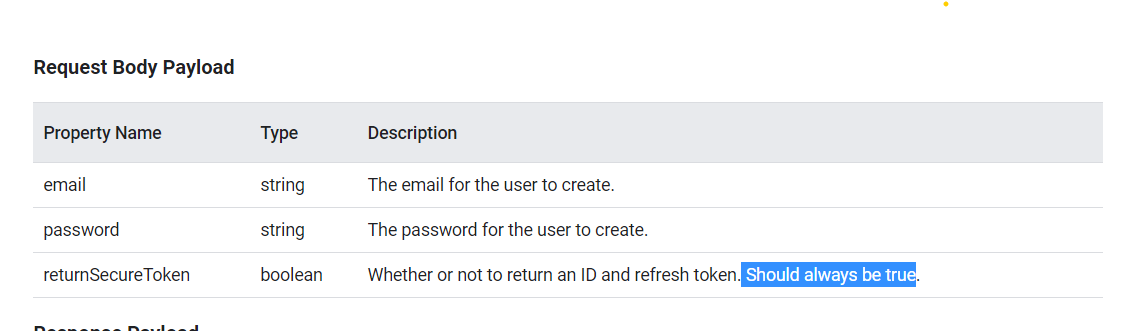 Request Body Payload
Property Name Type Description
email string The email for the user to create.
password string The password for the user to create.
returnSecureToken boolean Whether or not to return an ID and refresh token. Should always be true.
Response Payload